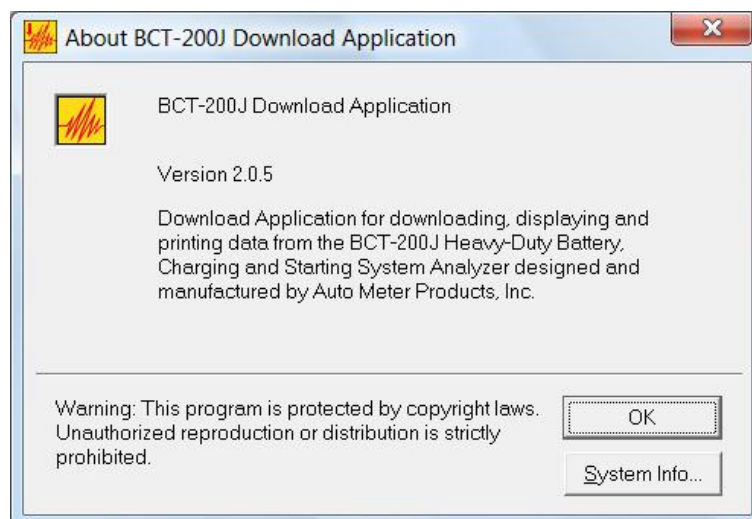 About BCT-200J Download Application
BCT-200J Download Application
Version 2.0.5
Download Application for downloading, displaying and
printing data from the BCT-200J Heavy-Duty Battery,
Charging and Starting System Analyzer designed and
manufactured by Auto Meter Products, Inc.
Warning: This program is protected by copyright laws.
Unauthorized reproduction or distribution is strictly
prohibited.
OK
System Info...